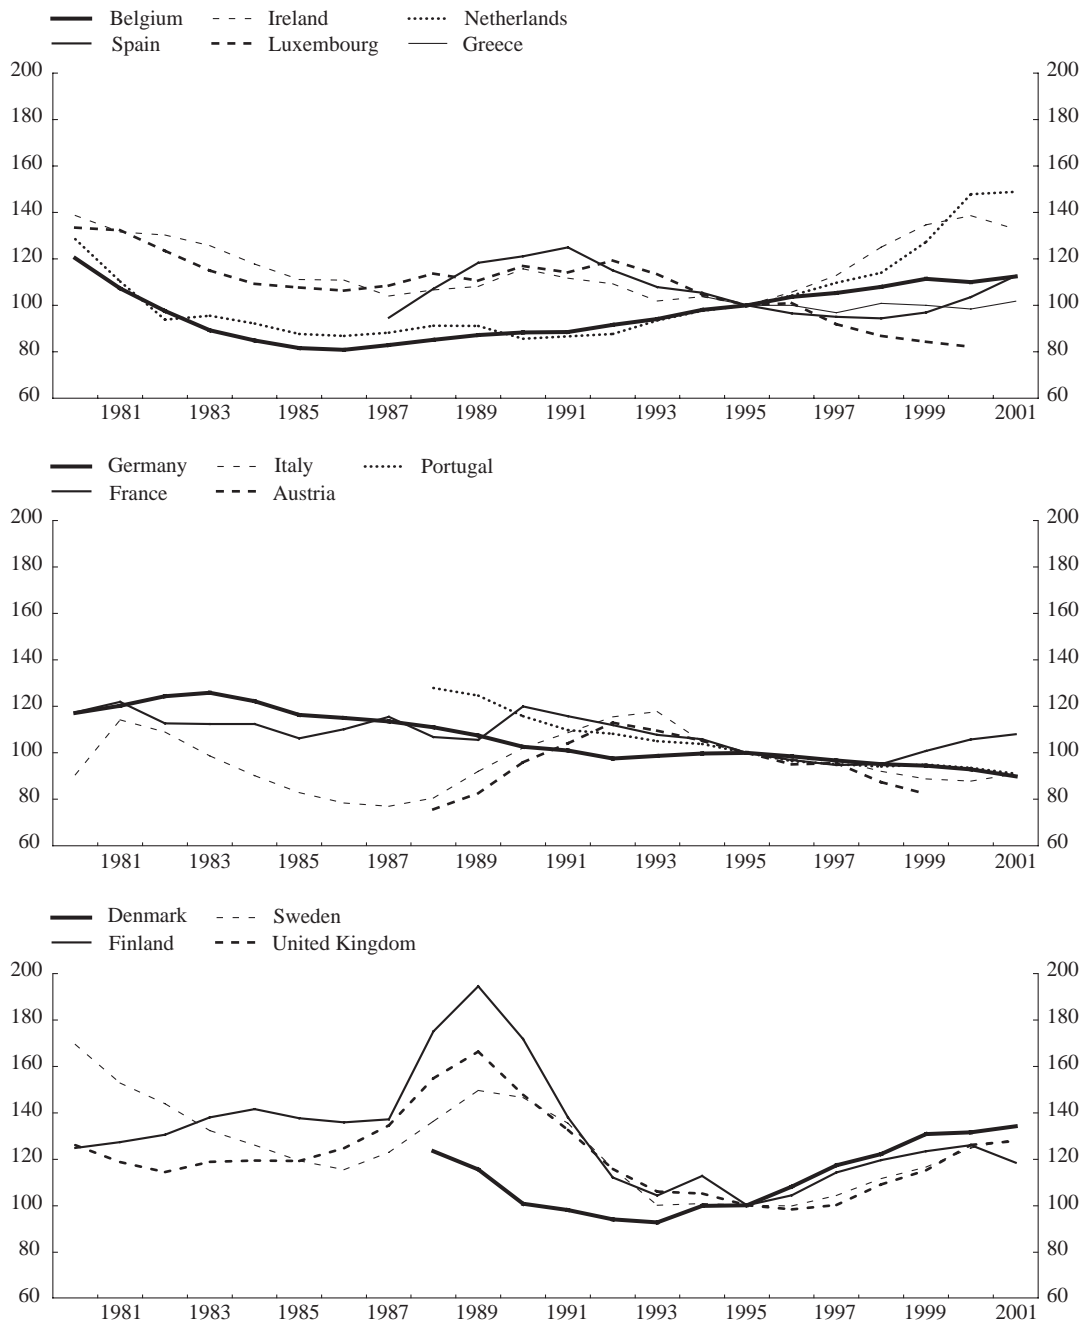 Belgium Ireland Netherlands
Spain Luxembourg Greece
200 200
180 180
160 160
140 140
120 120
100 100
80 80
60 60
1981 1983 1985 1987 1989 1991 1993 1995 1997 1999 2001
Germany Italy Portugal
France Austria
200 200
180 180
160 160
140 140
120 120
100 100
80 80
60 60
1981 1983 1985 1987 1989 1991 1993 1995 1997 1999 2001
Denmark Sweden
Finland United Kingdom
200 200
180 180
160 160
140 140
120 120
100 100
80 80
60 60
1981 1983 1985 1987 1989 1991 1993 1995 1997 1999 2001